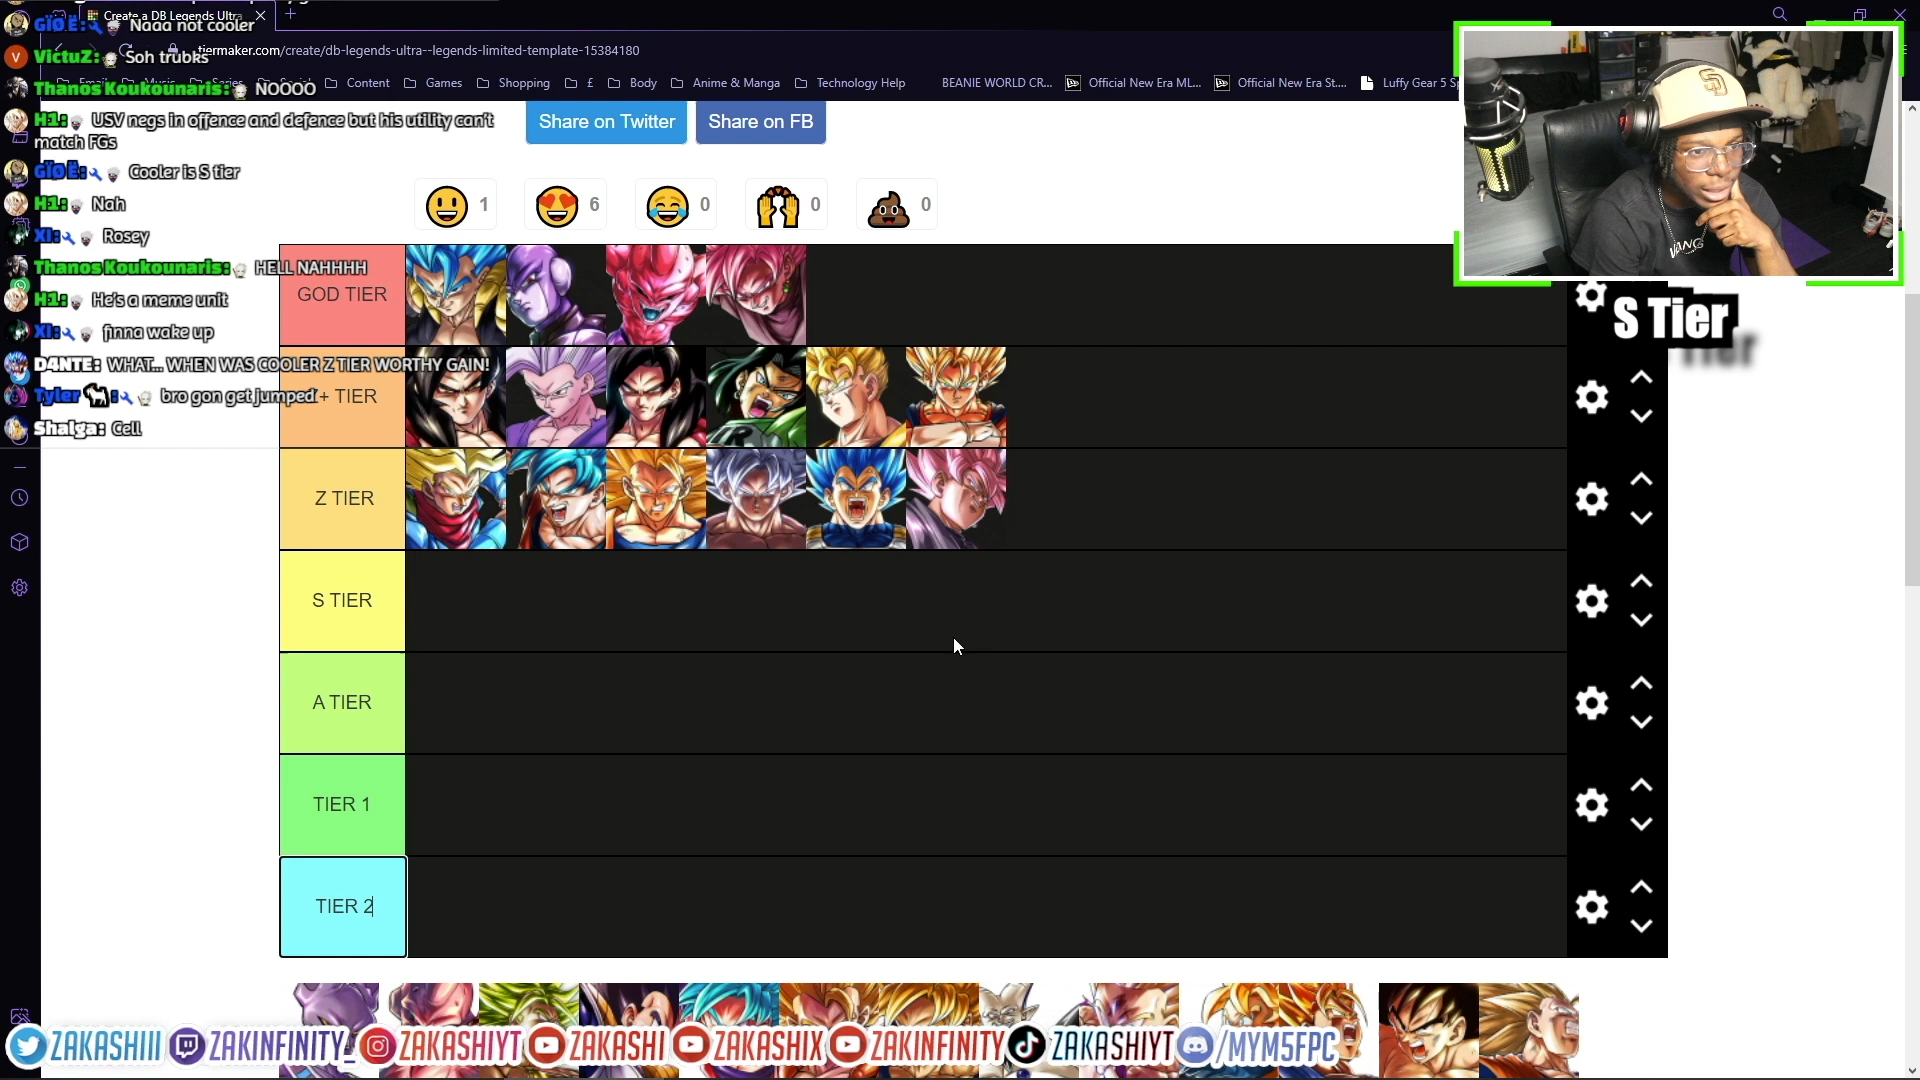 Create a DB Legends Ultra
GIØË: Naaa not cooler
tiermaker.com/create/db-legends-ultra--legends-limited-template-15384180
VictuZ: Soh trubks
Content Games Shopping £ Body Anime & Manga Technology Help BEANIE WORLD CR... Official New Era ML... Official New Era St.... Luffy Gear 5 Sp
Thanos Koukounaris: NOOOO
Share on Twitter Share on FB
H1: USV negs in offence and defence but his utility can't
match FGs
GIØË: Cooler is S tier
1 6 0 0 0
H1: Nah
XI: Rosey
Thanos Koukounaris: HELL NAHHHH
H1: He's a meme unit
XI: finna wake up
D4NTE: WHAT... WHEN WAS COOLER Z TIER WORTHY GAIN!
Tyler: bro gon get jumped
Shalga: Cell
GOD TIER
+ TIER
Z TIER
S TIER
A TIER
TIER 1
TIER 2
S Tier
ZAKASHIII ZAKINFINITY_ ZAKASHIYT ZAKASHI ZAKASHIX ZAKINFINITY ZAKASHIYT /MYM5FPC